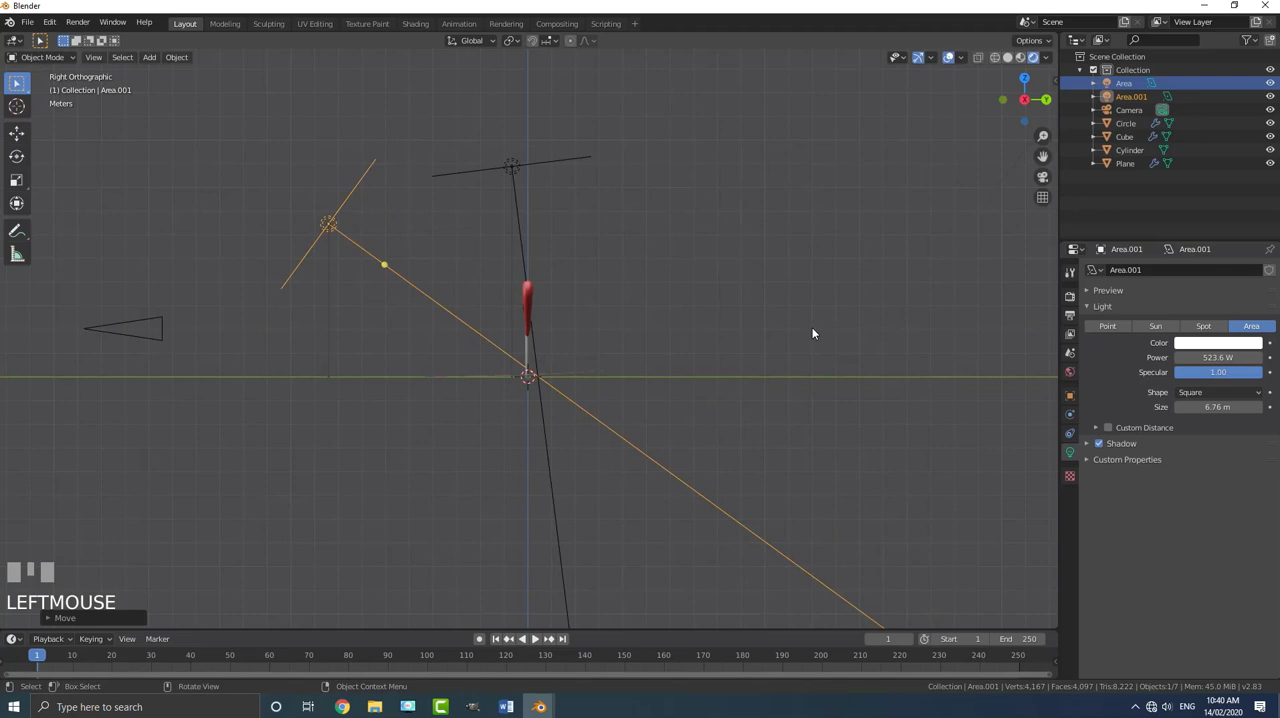 Blender
File Edit Render Window Help
Layout Modeling Sculpting UV Editing Texture Paint Shading Animation Rendering Compositing Scripting +
Scene View Layer
Global Options
Object Mode View Select Add Object
Right Orthographic
(1) Collection | Area.001
Meters
Z
X
Y
Scene Collection
Collection
Area
Area.001
Camera
Circle
Cube
Cylinder
Plane
Area.001 Area.001
Area.001
Preview
Light
Point Sun Spot Area
Color
Power 523.6 W
Specular 1.00
Shape Square
Size 6.76 m
Custom Distance
Shadow
Custom Properties
LEFTMOUSE
Move
Playback Keying View Marker 1 Start 1 End 250
1 10 20 30 40 50 60 70 80 90 100 110 120 130 140 150 160 170 180 190 200 210 220 230 240 250
Select Box Select Rotate View Object Context Menu Collection | Area.001 | Verts:4,167 | Faces:4,097 | Tris:8,222 | Objects:1/7 | Mem: 45.0 MiB | v2.83
Type here to search
ENG
10:40 AM
14/02/2020